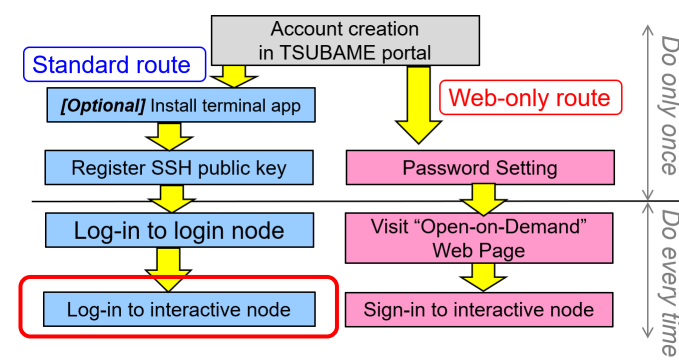 Account creation
in TSUBAME portal
Standard route
Web-only route
[Optional] Install terminal app
Register SSH public key
Password Setting
Do only once
Log-in to login node
Visit “Open-on-Demand”
Web Page
Log-in to interactive node
Sign-in to interactive node
Do every time